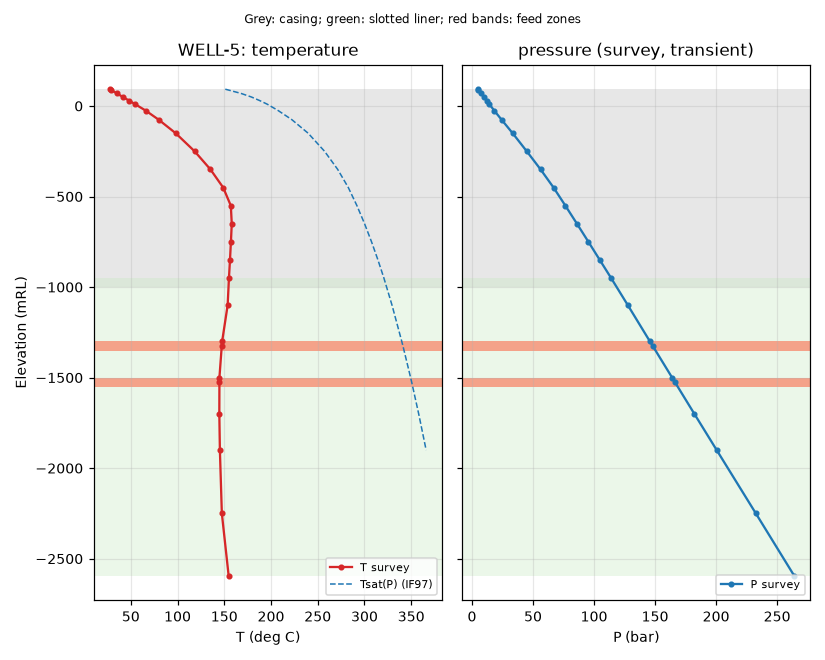 Grey: casing; green: slotted liner; red bands: feed zones
WELL-5: temperature
pressure (survey, transient)
Elevation (mRL)
0
−500
−1000
−1500
−2000
−2500
50 100 150 200 250 300 350
T (deg C)
T survey
Tsat(P) (IF97)
0 50 100 150 200 250
P (bar)
P survey